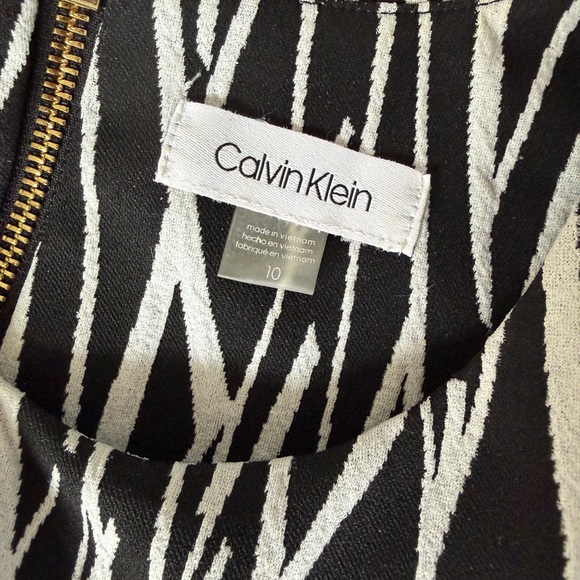 Calvin Klein
made in vietnam
hecho en vietnam
fabriqué en vietnam
10